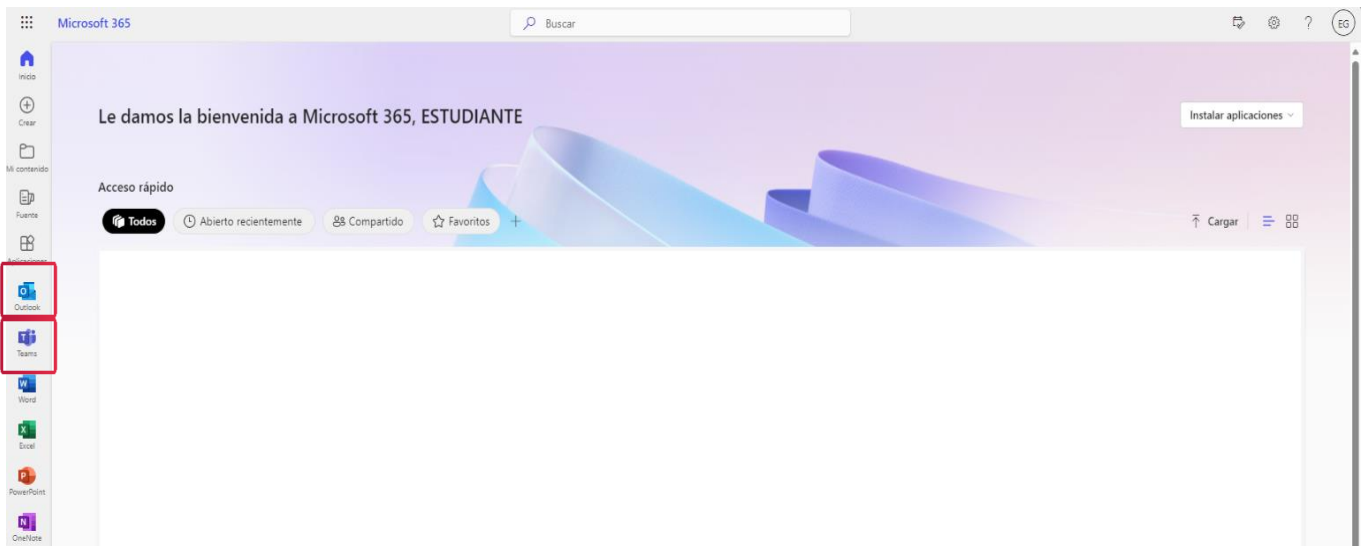 Microsoft 365
Buscar
?
EG
Inicio
Crear
Mi contenido
Fuente
Aplicaciones
Outlook
Teams
Word
Excel
PowerPoint
OneNote
Le damos la bienvenida a Microsoft 365, ESTUDIANTE
Instalar aplicaciones
Acceso rápido
Todos
Abierto recientemente
Compartido
Favoritos
+
Cargar